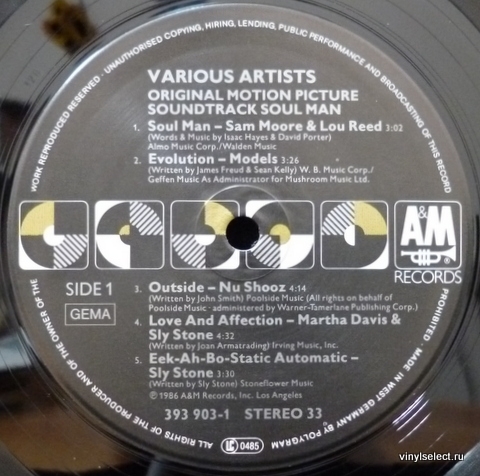 WORK REPRODUCED RESERVED · UNAUTHORISED COPYING, HIRING, LENDING, PUBLIC PERFORMANCE AND BROADCASTING OF THIS RECORD PROHIBITED ·
VARIOUS ARTISTS
ORIGINAL MOTION PICTURE
SOUNDTRACK SOUL MAN
1. Soul Man – Sam Moore & Lou Reed 3:02
(Words & Music by Isaac Hayes & David Porter)
Almo Music Corp./Walden Music
2. Evolution – Models 3:26
(Written by James Freud & Sean Kelly) W. B. Music Corp./
Geffen Music As Administrator for Mushroom Music Ltd.
A&M
RECORDS
SIDE 1
GEMA
3. Outside – Nu Shooz 4:14
(Written by John Smith) Poolside Music (All rights on behalf of
Poolside Music · administered by Warner-Tamerlane Publishing Corp.)
4. Love And Affection – Martha Davis &
Sly Stone 4:32
(Written by Joan Armatrading) Irving Music, Inc.
5. Eek-Ah-Bo-Static Automatic –
Sly Stone 3:30
(Written by Sly Stone) Stoneflower Music
℗ 1986 A&M Records, Inc. Los Angeles
393 903-1 STEREO 33
ALL RIGHTS OF THE PRODUCER AND OF THE OWNER OF THE
LC 0485
MADE IN WEST GERMANY BY POLYGRAM
vinylselect.ru